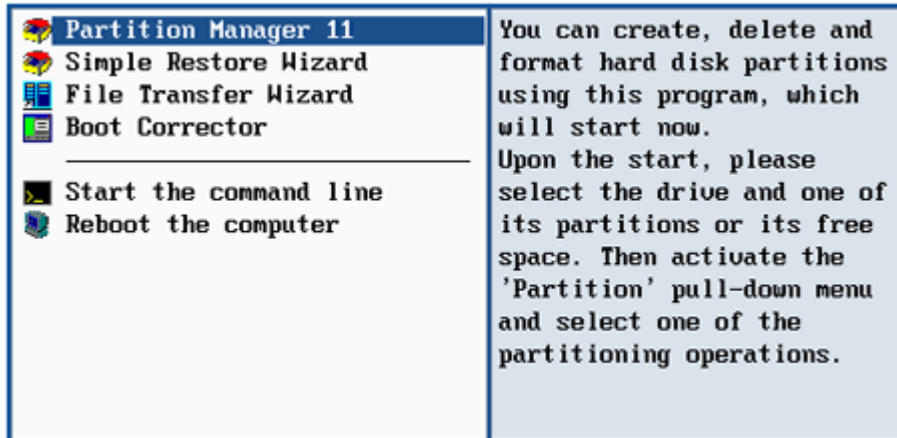 Partition Manager 11
Simple Restore Wizard
File Transfer Wizard
Boot Corrector
Start the command line
Reboot the computer
You can create, delete and
format hard disk partitions
using this program, which
will start now.
Upon the start, please
select the drive and one of
its partitions or its free
space. Then activate the
'Partition' pull-down menu
and select one of the
partitioning operations.